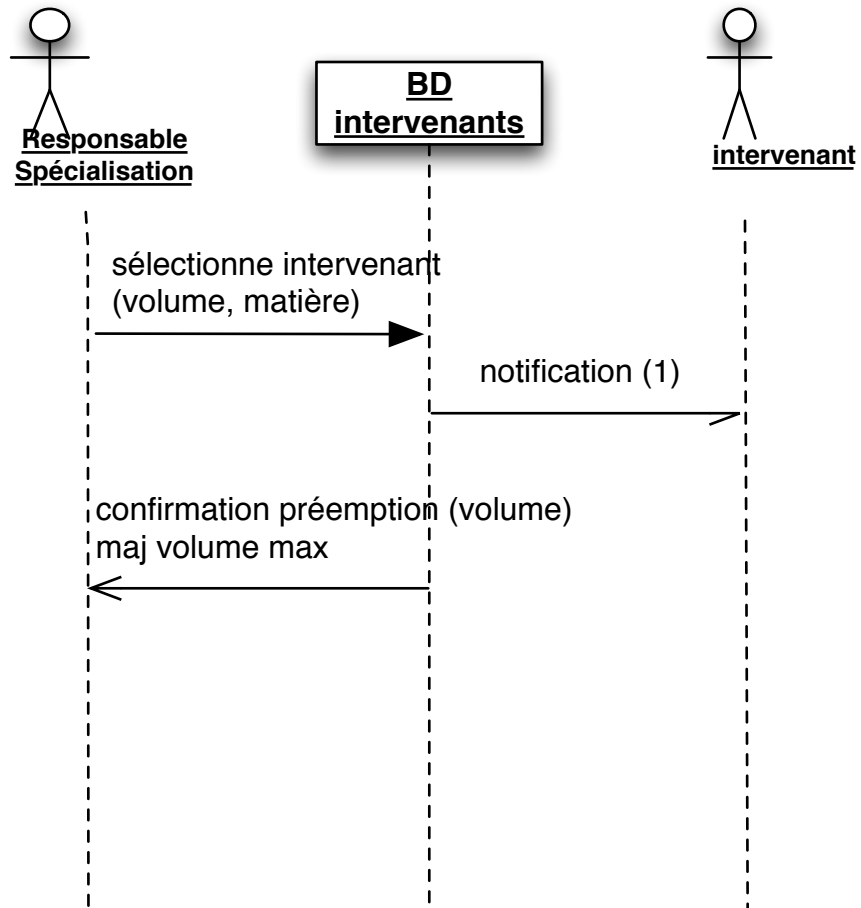 Responsable
Spécialisation
BD
intervenants
intervenant
sélectionne intervenant
(volume, matière)
notification (1)
confirmation préemption (volume)
maj volume max